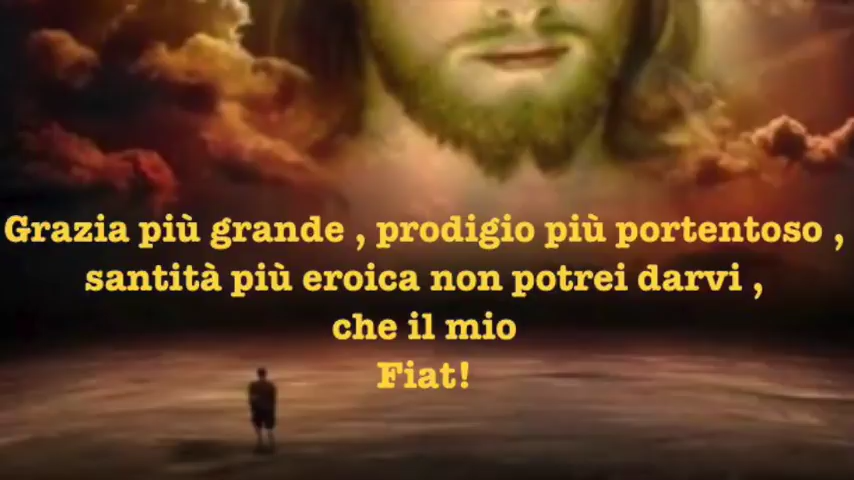 Grazia più grande , prodigio più portentoso ,
santità più eroica non potrei darvi ,
che il mio
Fiat!